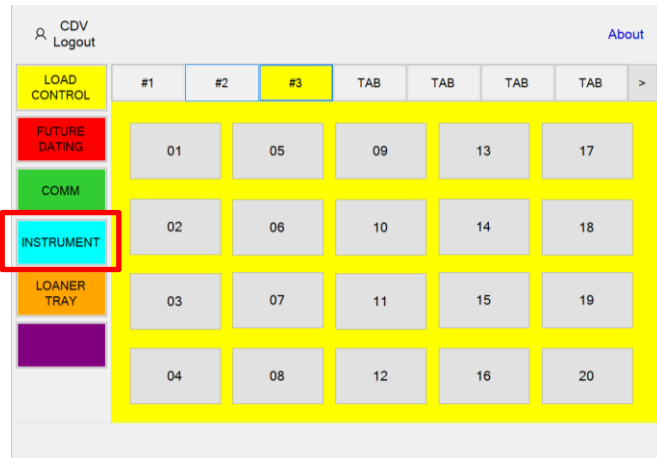 CDV
Logout
About
LOAD
CONTROL
#1
#2
#3
TAB
TAB
TAB
TAB
>
FUTURE
DATING
COMM
INSTRUMENT
LOANER
TRAY
01
05
09
13
17
02
06
10
14
18
03
07
11
15
19
04
08
12
16
20